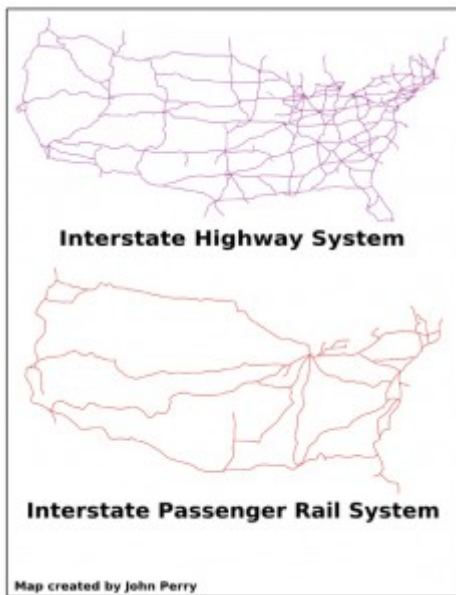 Interstate Highway System
Interstate Passenger Rail System
Map created by John Perry